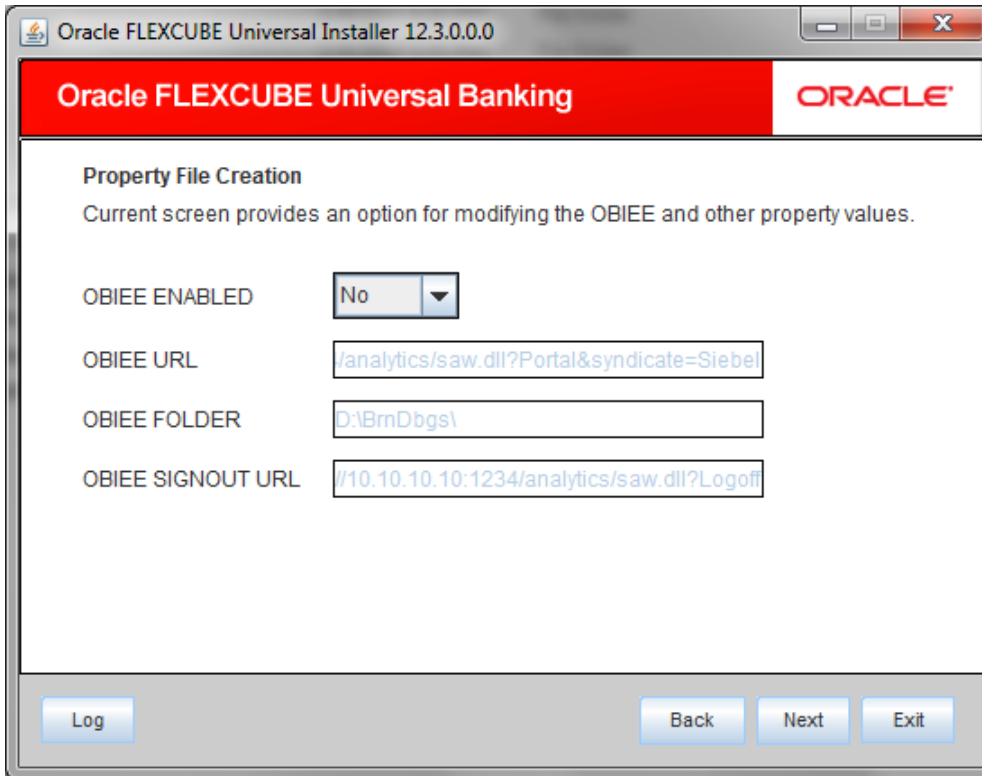 Oracle FLEXCUBE Universal Installer 12.3.0.0.0
Oracle FLEXCUBE Universal Banking
ORACLE
Property File Creation
Current screen provides an option for modifying the OBIEE and other property values.
OBIEE ENABLED No
OBIEE URL /analytics/saw.dll?Portal&syndicate=Siebel
OBIEE FOLDER D:\BrnDbgs\
OBIEE SIGNOUT URL //10.10.10.10:1234/analytics/saw.dll?Logoff
Log Back Next Exit